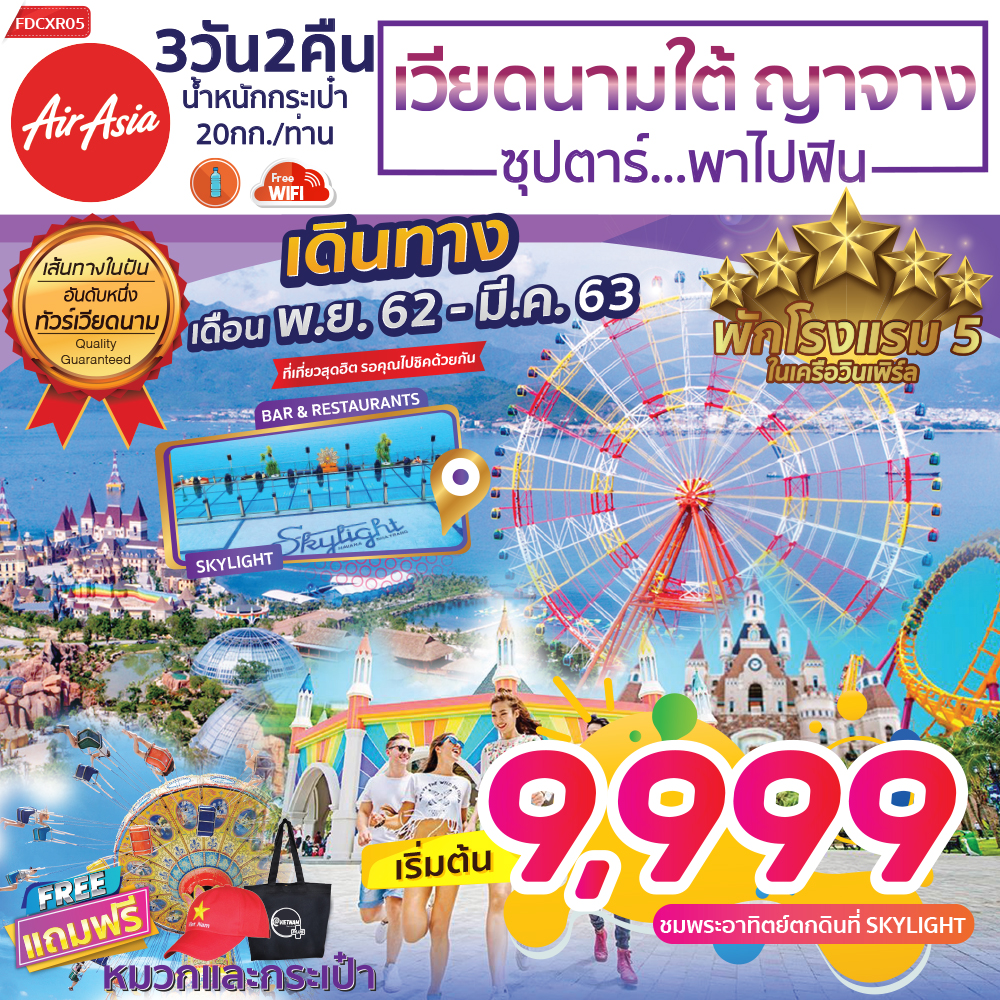 FDCXR05
AirAsia
3วัน2คืน
น้ำหนักกระเป๋า
20กก./ท่าน
Free
WIFI
เวียดนามใต้ ญาจาง
ซุปตาร์...พาไปฟิน
เส้นทางในฝัน
อันดับหนึ่ง
ทัวร์เวียดนาม
Quality
Guaranteed
เดินทาง
เดือน พ.ย. 62 - มี.ค. 63
ที่เที่ยวสุดฮิต รอคุณไปชิคด้วยกัน
พักโรงแรม 5
ในเครือวินเพิร์ล
BAR & RESTAURANTS
Skylight
SKYLIGHT
เริ่มต้น
9,999
ชมพระอาทิตย์ตกดินที่ SKYLIGHT
FREE
แถมฟรี
Viet Nam
@VIETNAM
หมวกและกระเป๋า